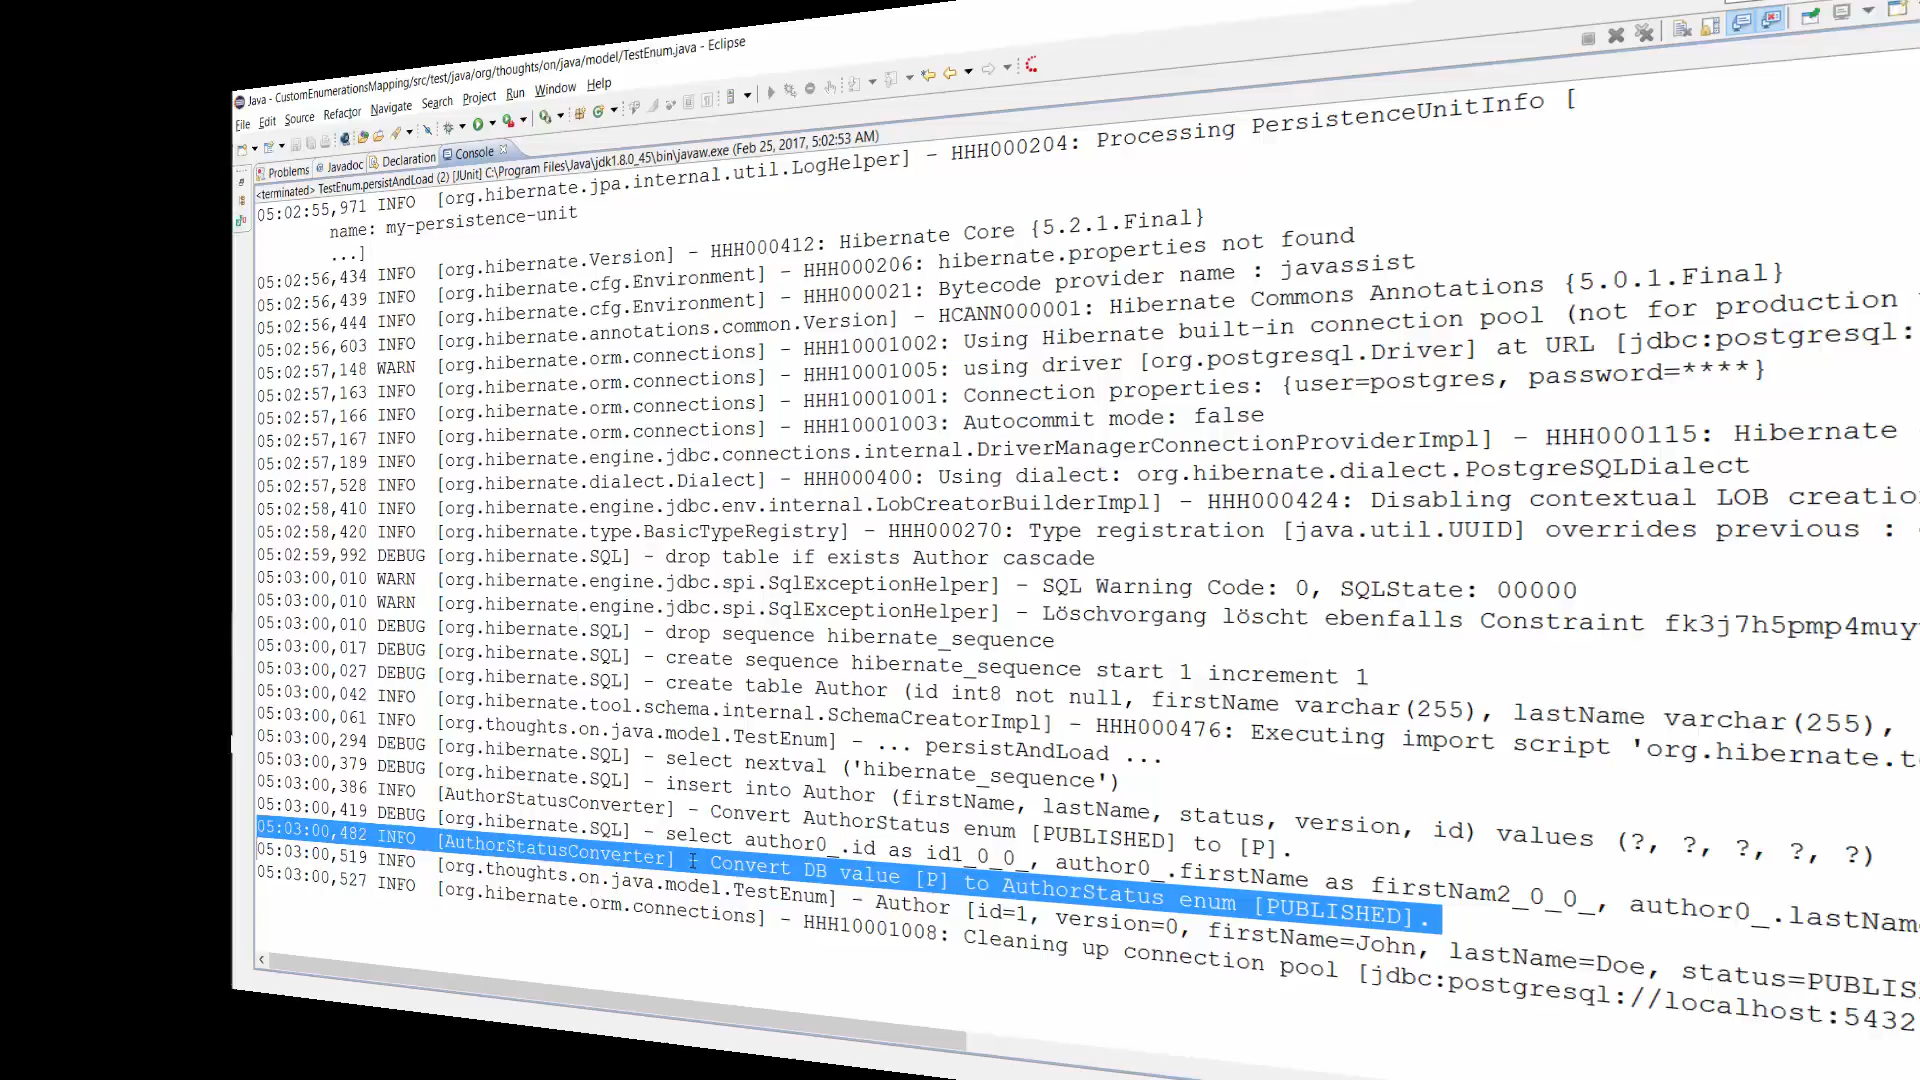 Java - CustomEnumerationsMapping/src/test/java/org/thoughts/on/java/model/TestEnum.java - Eclipse
File Edit Source Refactor Navigate Search Project Run Window Help
Problems @ Javadoc Declaration Console
<terminated> TestEnum.persistAndLoad (2) [JUnit] C:\Program Files\Java\jdk1.8.0_45\bin\javaw.exe (Feb 25, 2017, 5:02:53 AM)
05:02:55,971 INFO [org.hibernate.jpa.internal.util.LogHelper] - HHH000204: Processing PersistenceUnitInfo [
name: my-persistence-unit
...]
05:02:56,434 INFO [org.hibernate.Version] - HHH000412: Hibernate Core {5.2.1.Final}
05:02:56,439 INFO [org.hibernate.cfg.Environment] - HHH000206: hibernate.properties not found
05:02:56,444 INFO [org.hibernate.cfg.Environment] - HHH000021: Bytecode provider name : javassist
05:02:56,603 INFO [org.hibernate.annotations.common.Version] - HCANN000001: Hibernate Commons Annotations {5.0.1.Final}
05:02:57,148 WARN [org.hibernate.orm.connections] - HHH10001002: Using Hibernate built-in connection pool (not for production
05:02:57,163 INFO [org.hibernate.orm.connections] - HHH10001005: using driver [org.postgresql.Driver] at URL [jdbc:postgresql:
05:02:57,166 INFO [org.hibernate.orm.connections] - HHH10001001: Connection properties: {user=postgres, password=****}
05:02:57,167 INFO [org.hibernate.orm.connections] - HHH10001003: Autocommit mode: false
05:02:57,189 INFO [org.hibernate.engine.jdbc.connections.internal.DriverManagerConnectionProviderImpl] - HHH000115: Hibernate
05:02:57,528 INFO [org.hibernate.dialect.Dialect] - HHH000400: Using dialect: org.hibernate.dialect.PostgreSQLDialect
05:02:58,410 INFO [org.hibernate.engine.jdbc.env.internal.LobCreatorBuilderImpl] - HHH000424: Disabling contextual LOB creatio
05:02:58,420 INFO [org.hibernate.type.BasicTypeRegistry] - HHH000270: Type registration [java.util.UUID] overrides previous :
05:02:59,992 DEBUG [org.hibernate.SQL] - drop table if exists Author cascade
05:03:00,010 WARN [org.hibernate.engine.jdbc.spi.SqlExceptionHelper] - SQL Warning Code: 0, SQLState: 00000
05:03:00,010 WARN [org.hibernate.engine.jdbc.spi.SqlExceptionHelper] - Löschvorgang löscht ebenfalls Constraint fk3j7h5pmp4muy
05:03:00,010 DEBUG [org.hibernate.SQL] - drop sequence hibernate_sequence
05:03:00,017 DEBUG [org.hibernate.SQL] - create sequence hibernate_sequence start 1 increment 1
05:03:00,027 DEBUG [org.hibernate.SQL] - create table Author (id int8 not null, firstName varchar(255), lastName varchar(255),
05:03:00,042 INFO [org.hibernate.tool.schema.internal.SchemaCreatorImpl] - HHH000476: Executing import script 'org.hibernate.t
05:03:00,061 INFO [org.thoughts.on.java.model.TestEnum] - ... persistAndLoad ...
05:03:00,294 DEBUG [org.hibernate.SQL] - select nextval ('hibernate_sequence')
05:03:00,379 DEBUG [org.hibernate.SQL] - insert into Author (firstName, lastName, status, version, id) values (?, ?, ?, ?, ?)
05:03:00,386 INFO [AuthorStatusConverter] - Convert AuthorStatus enum [PUBLISHED] to [P].
05:03:00,419 DEBUG [org.hibernate.SQL] - select author0_.id as id1_0_0_, author0_.firstName as firstNam2_0_0_, author0_.lastNam
05:03:00,482 INFO [AuthorStatusConverter] - Convert DB value [P] to AuthorStatus enum [PUBLISHED].
05:03:00,519 INFO [org.thoughts.on.java.model.TestEnum] - Author [id=1, version=0, firstName=John, lastName=Doe, status=PUBLIS
05:03:00,527 INFO [org.hibernate.orm.connections] - HHH10001008: Cleaning up connection pool [jdbc:postgresql://localhost:5432